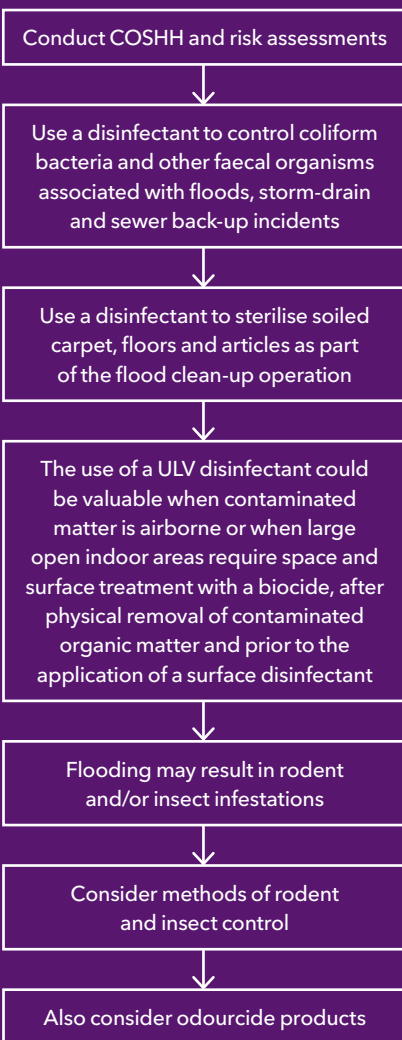 Conduct COSHH and risk assessments
Use a disinfectant to control coliform
bacteria and other faecal organisms
associated with floods, storm-drain
and sewer back-up incidents
Use a disinfectant to sterilise soiled
carpet, floors and articles as part
of the flood clean-up operation
The use of a ULV disinfectant could
be valuable when contaminated
matter is airborne or when large
open indoor areas require space and
surface treatment with a biocide, after
physical removal of contaminated
organic matter and prior to the
application of a surface disinfectant
Flooding may result in rodent
and/or insect infestations
Consider methods of rodent
and insect control
Also consider odourcide products